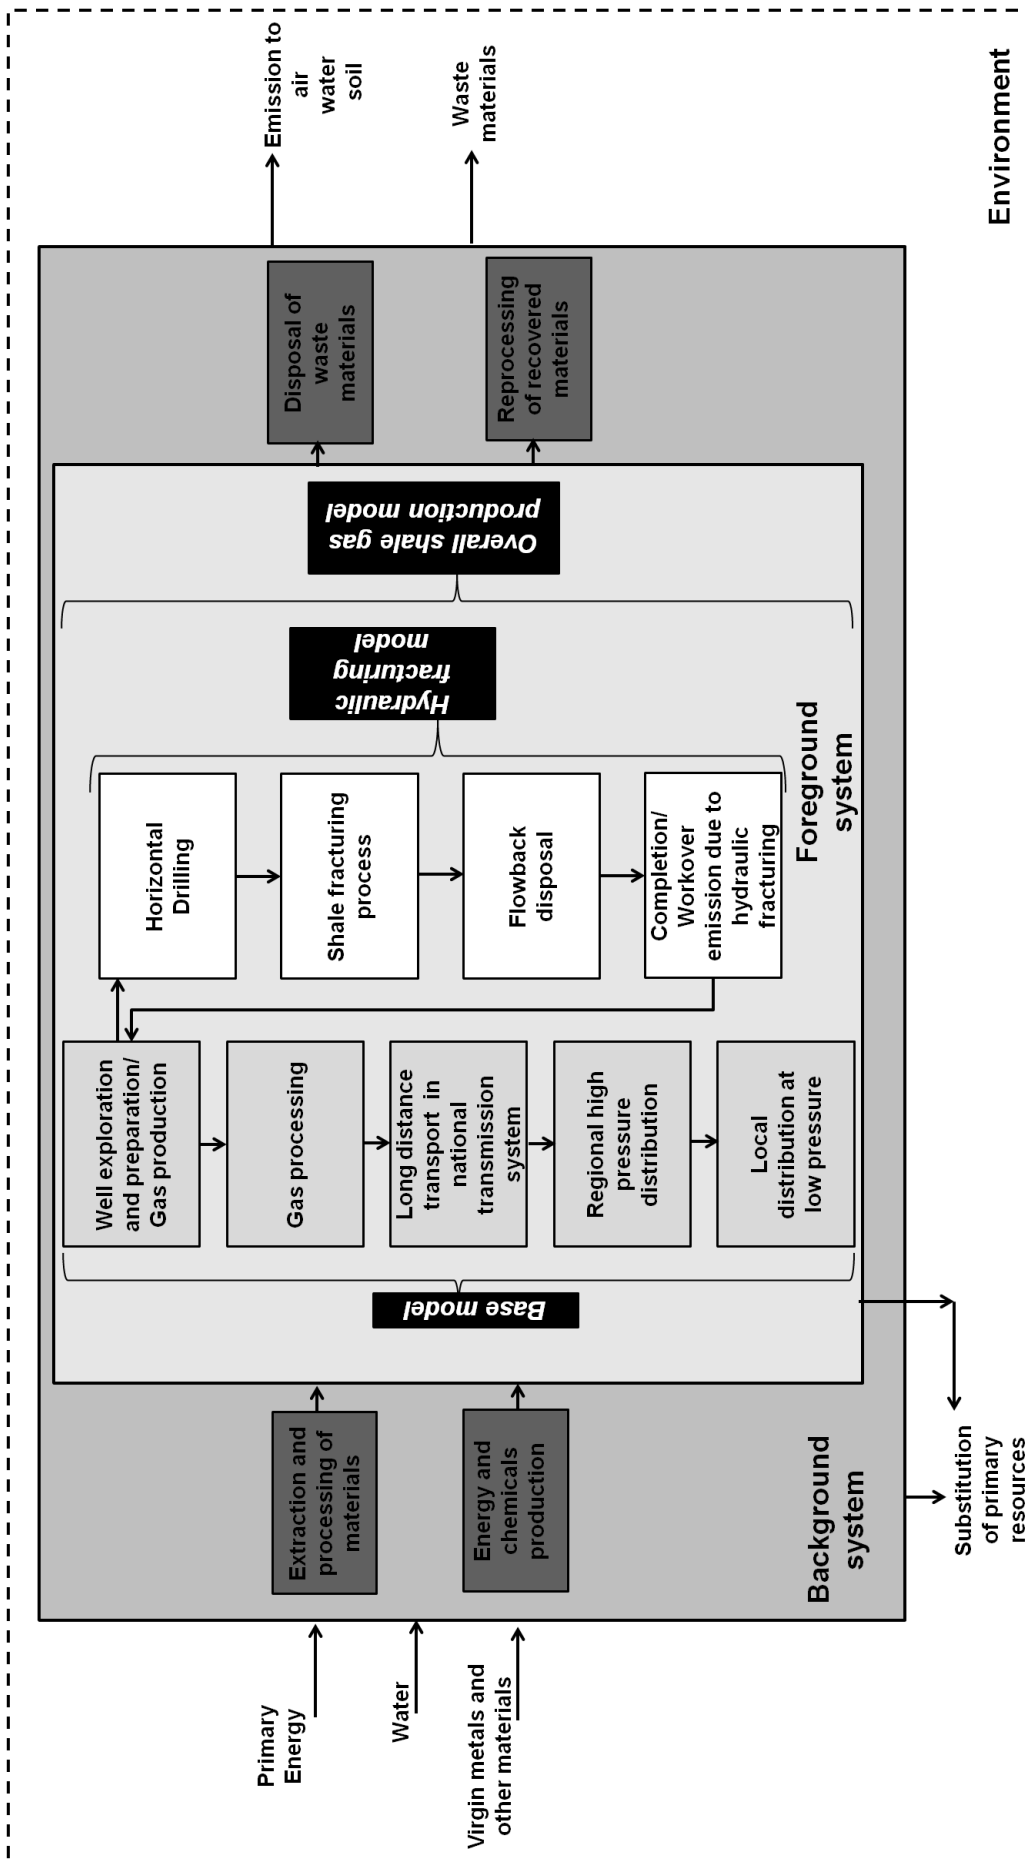 Primary
Energy
Water
Virgin metals and
other materials
Extraction and
processing of
materials
Energy and
chemicals
production
Background
system
Substitution
of primary
resources
Base model
Well exploration
and preparation/
Gas production
Gas processing
Long distance
transport in
national
transmission
system
Regional high
pressure
distribution
Local
distribution at
low pressure
Horizontal
Drilling
Shale fracturing
process
Flowback
disposal
Completion/
Workover
emission due to
hydraulic
fracturing
Hydraulic
fracturing
model
Overall shale gas
production model
Foreground
system
Disposal of
waste
materials
Reprocessing
of recovered
materials
Emission to
air
water
soil
Waste
materials
Environment